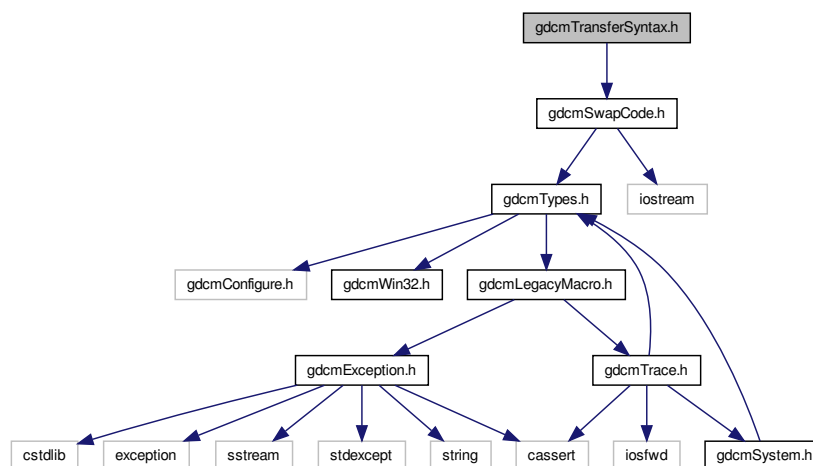 gdcmTransferSyntax.h
gdcmSwapCode.h
gdcmTypes.h
iostream
gdcmConfigure.h
gdcmWin32.h
gdcmLegacyMacro.h
gdcmException.h
gdcmTrace.h
cstdlib
exception
sstream
stdexcept
string
cassert
iosfwd
gdcmSystem.h